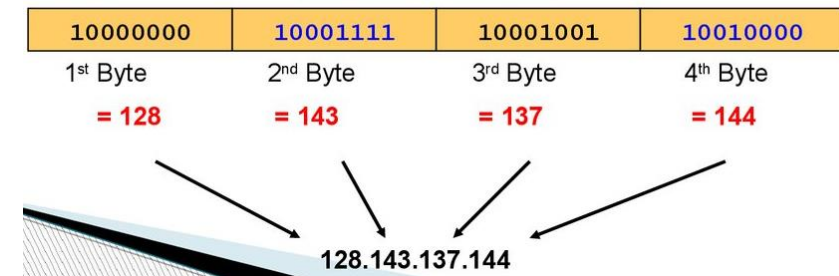 10000000 10001111 10001001 10010000
1st Byte 2nd Byte 3rd Byte 4th Byte
= 128 = 143 = 137 = 144
128.143.137.144